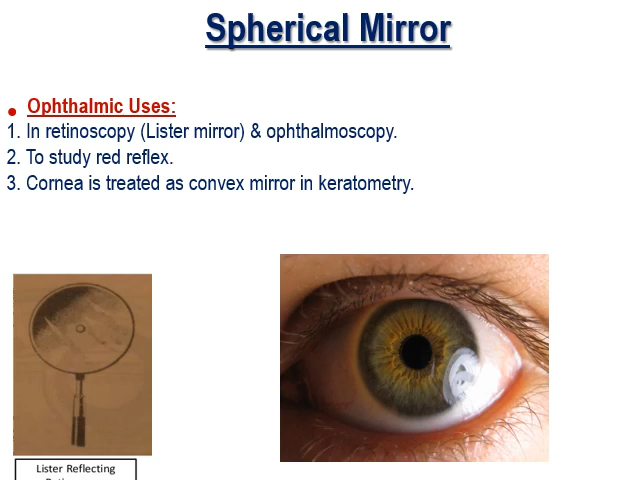 Spherical Mirror
• Ophthalmic Uses:
1. In retinoscopy (Lister mirror) & ophthalmoscopy.
2. To study red reflex.
3. Cornea is treated as convex mirror in keratometry.
Lister Reflecting